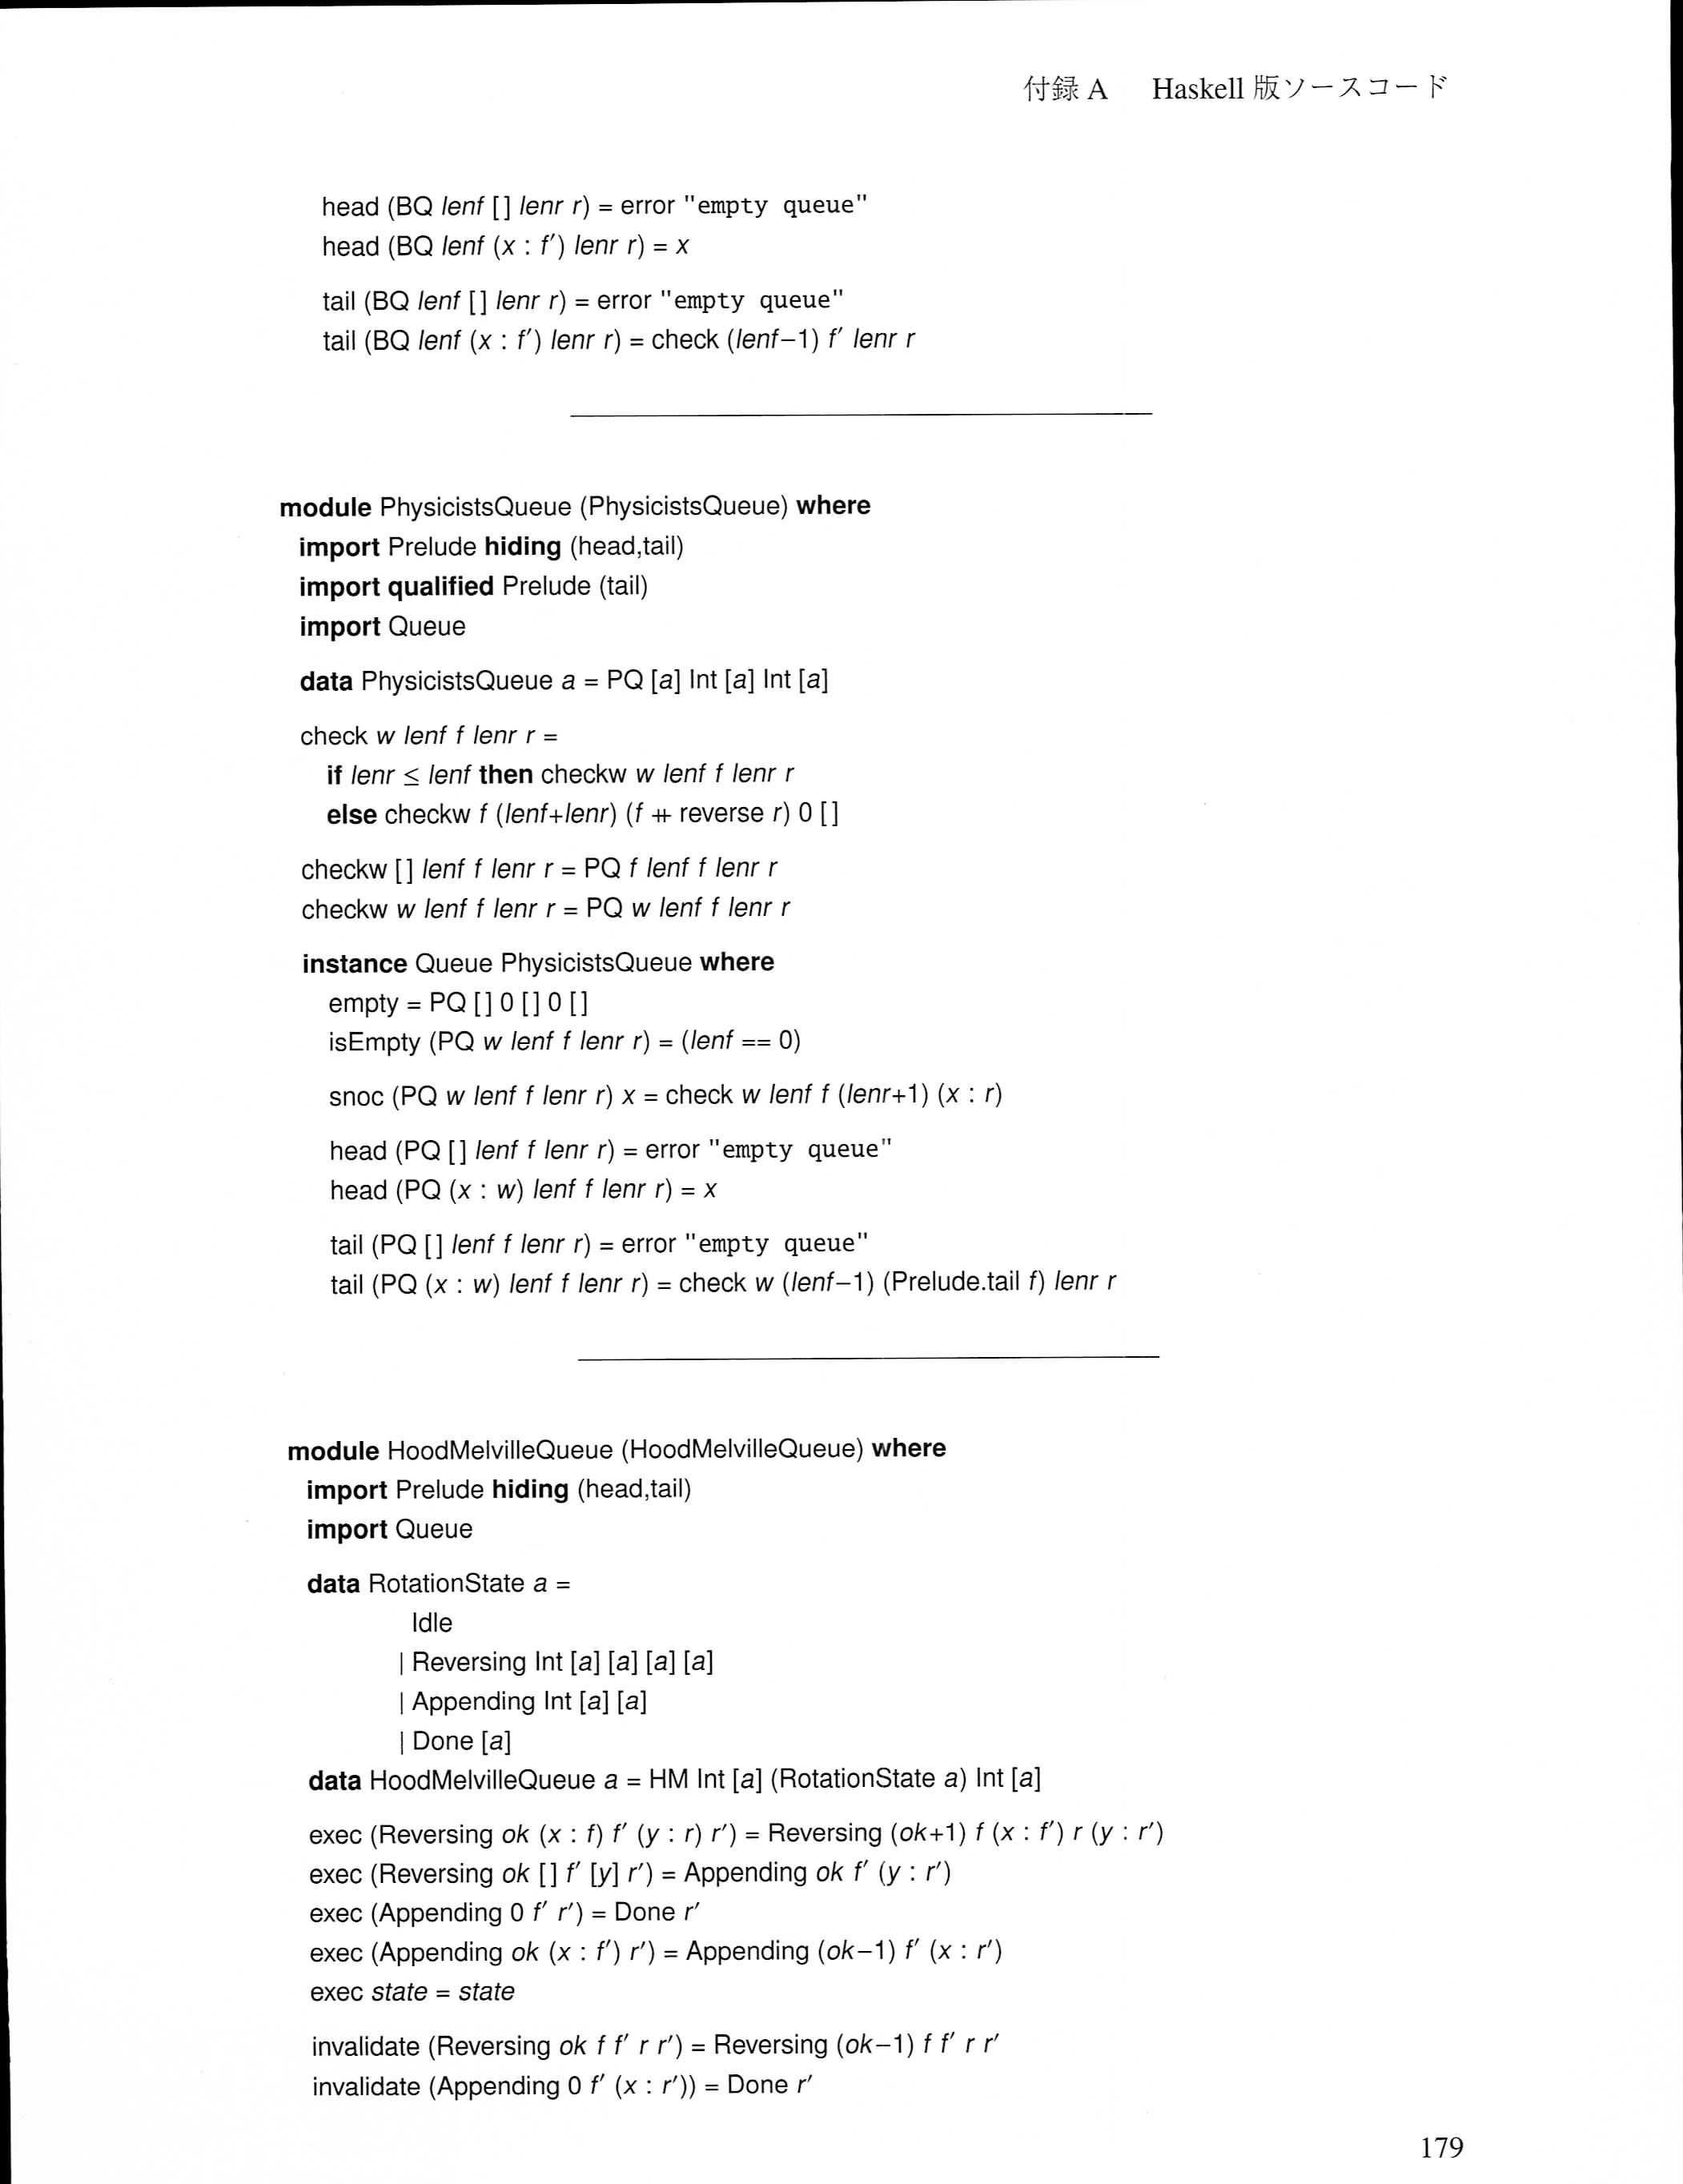 付録 A Haskell 版ソースコード
head (BQ lenf [] lenr r) = error "empty queue"
head (BQ lenf (x : f′) lenr r) = x
tail (BQ lenf [] lenr r) = error "empty queue"
tail (BQ lenf (x : f′) lenr r) = check (lenf−1) f′ lenr r
module PhysicistsQueue (PhysicistsQueue) where
import Prelude hiding (head,tail)
import qualified Prelude (tail)
import Queue
data PhysicistsQueue a = PQ [a] Int [a] Int [a]
check w lenf f lenr r =
if lenr ≤ lenf then checkw w lenf f lenr r
else checkw f (lenf+lenr) (f ++ reverse r) 0 []
checkw [] lenf f lenr r = PQ f lenf f lenr r
checkw w lenf f lenr r = PQ w lenf f lenr r
instance Queue PhysicistsQueue where
empty = PQ [] 0 [] 0 []
isEmpty (PQ w lenf f lenr r) = (lenf == 0)
snoc (PQ w lenf f lenr r) x = check w lenf f (lenr+1) (x : r)
head (PQ [] lenf f lenr r) = error "empty queue"
head (PQ (x : w) lenf f lenr r) = x
tail (PQ [] lenf f lenr r) = error "empty queue"
tail (PQ (x : w) lenf f lenr r) = check w (lenf−1) (Prelude.tail f) lenr r
module HoodMelvilleQueue (HoodMelvilleQueue) where
import Prelude hiding (head,tail)
import Queue
data RotationState a =
Idle
| Reversing Int [a] [a] [a] [a]
| Appending Int [a] [a]
| Done [a]
data HoodMelvilleQueue a = HM Int [a] (RotationState a) Int [a]
exec (Reversing ok (x : f) f′ (y : r) r′) = Reversing (ok+1) f (x : f′) r (y : r′)
exec (Reversing ok [] f′ [y] r′) = Appending ok f′ (y : r′)
exec (Appending 0 f′ r′) = Done r′
exec (Appending ok (x : f′) r′) = Appending (ok−1) f′ (x : r′)
exec state = state
invalidate (Reversing ok f f′ r r′) = Reversing (ok−1) f f′ r r′
invalidate (Appending 0 f′ (x : r′)) = Done r′
179